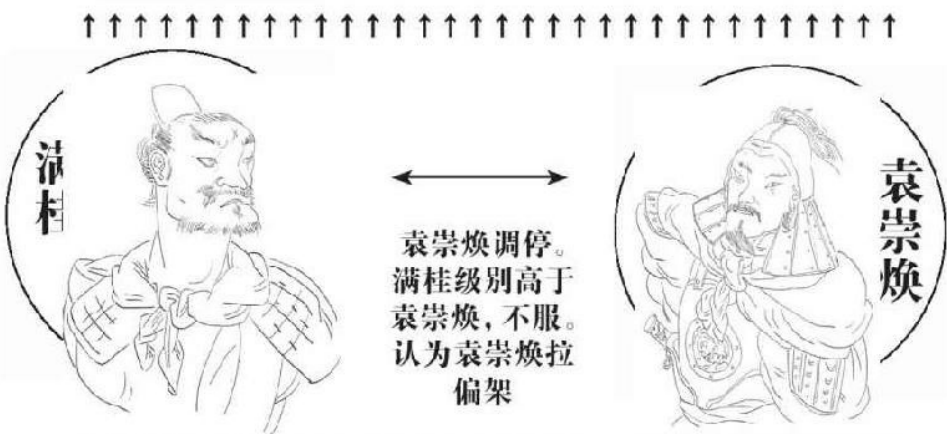 满桂
袁崇焕
袁崇焕调停。
满桂级别高于
袁崇焕，不服。
认为袁崇焕拉
偏架